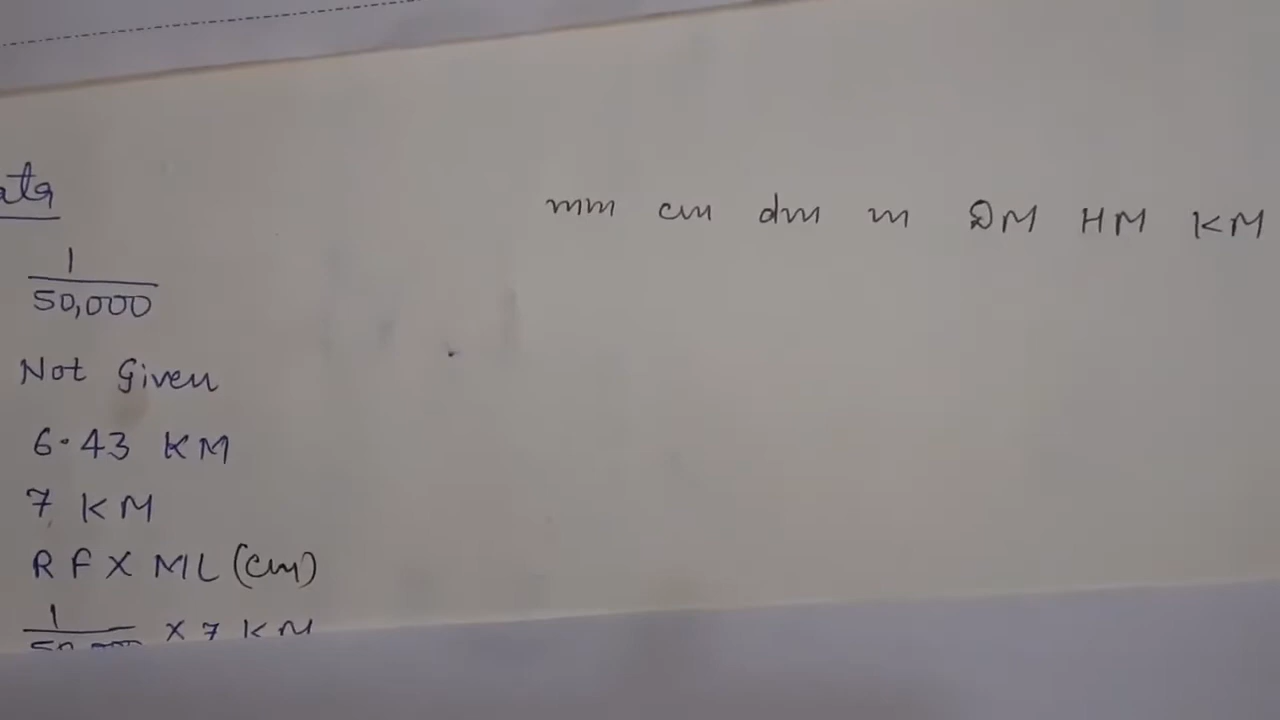 1
50,000
Not Given
6.43 KM
7 KM
RF X ML (cm)
1 x 7 KM
mm cm dm m DM HM KM